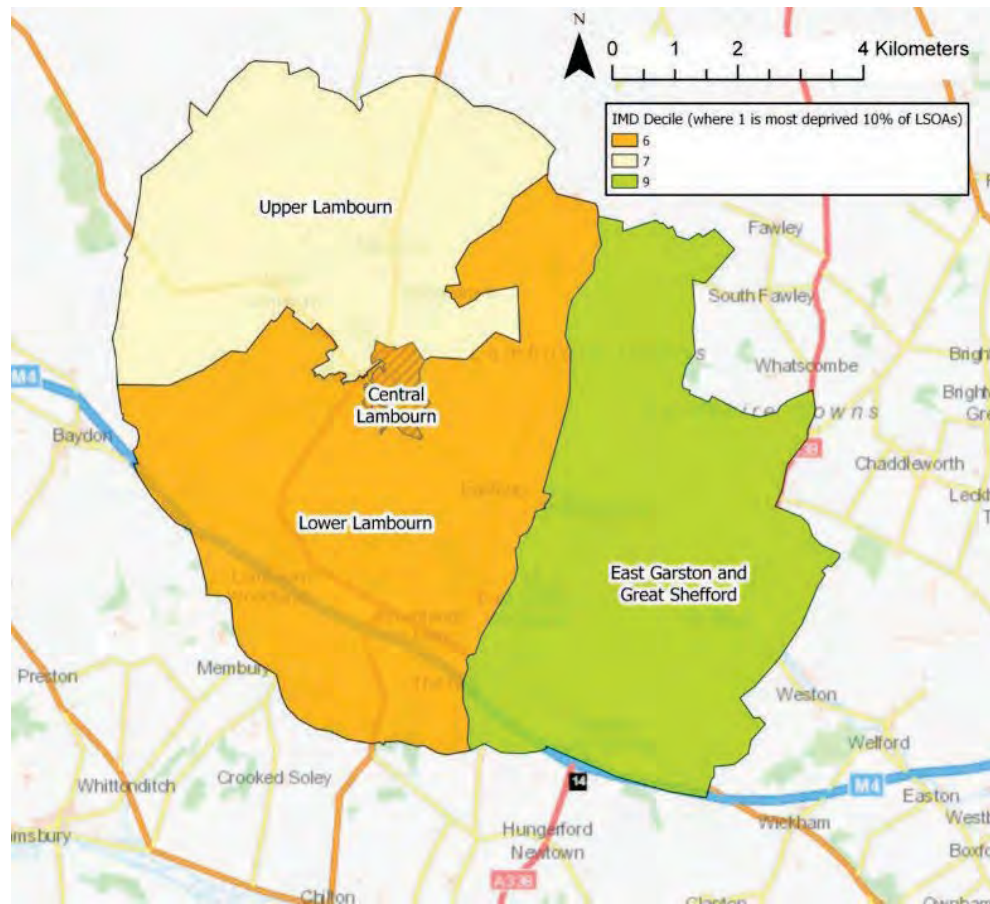 N
0 1 2 4 Kilometers
IMD Decile (where 1 is most deprived 10% of LSOAs)
6
7
9
Upper Lambourn
Fawley
South Fawley
Whatscombe
M4
Central
Lambourn
Baydon
Chaddleworth
Lower Lambourn
East Garston and
Great Shefford
Membury
Preston
Weston
Welford
Whittonditch
Crooked Soley
14
M4
Easton
Wickham
Hungerford
Newtown
A338
Chilton